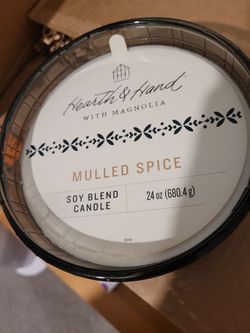 Hearth & Hand
WITH MAGNOLIA
MULLED SPICE
SOY BLEND
CANDLE
24 oz (680.4 g)